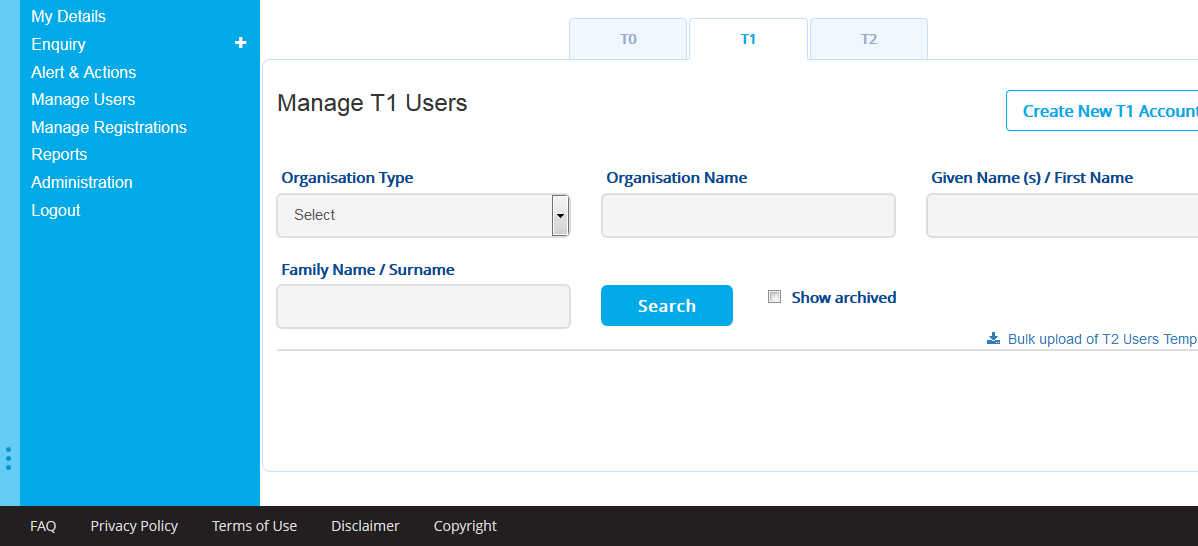 My Details
Enquiry
Alert & Actions
Manage Users
Manage Registrations
Reports
Administration
Logout
T0 T1 T2
Manage T1 Users
Create New T1 Account
Organisation Type Organisation Name Given Name (s) / First Name
Select
Family Name / Surname
Search Show archived
Bulk upload of T2 Users Temp
FAQ Privacy Policy Terms of Use Disclaimer Copyright